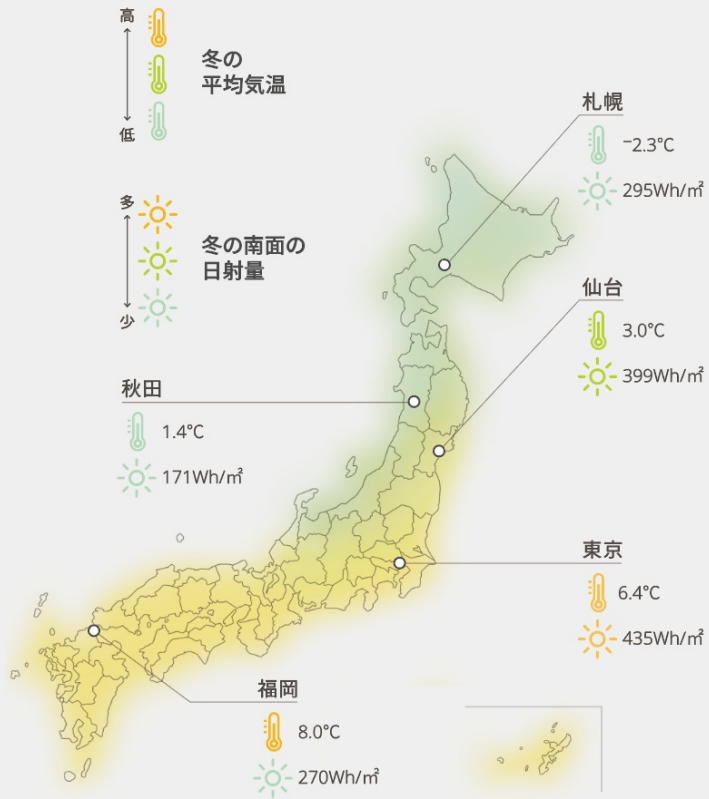 高
冬の
平均気温
低
札幌
−2.3℃
295Wh/㎡
多
冬の南面の
日射量
少
仙台
3.0℃
399Wh/㎡
秋田
1.4℃
171Wh/㎡
東京
6.4℃
435Wh/㎡
福岡
8.0℃
270Wh/㎡